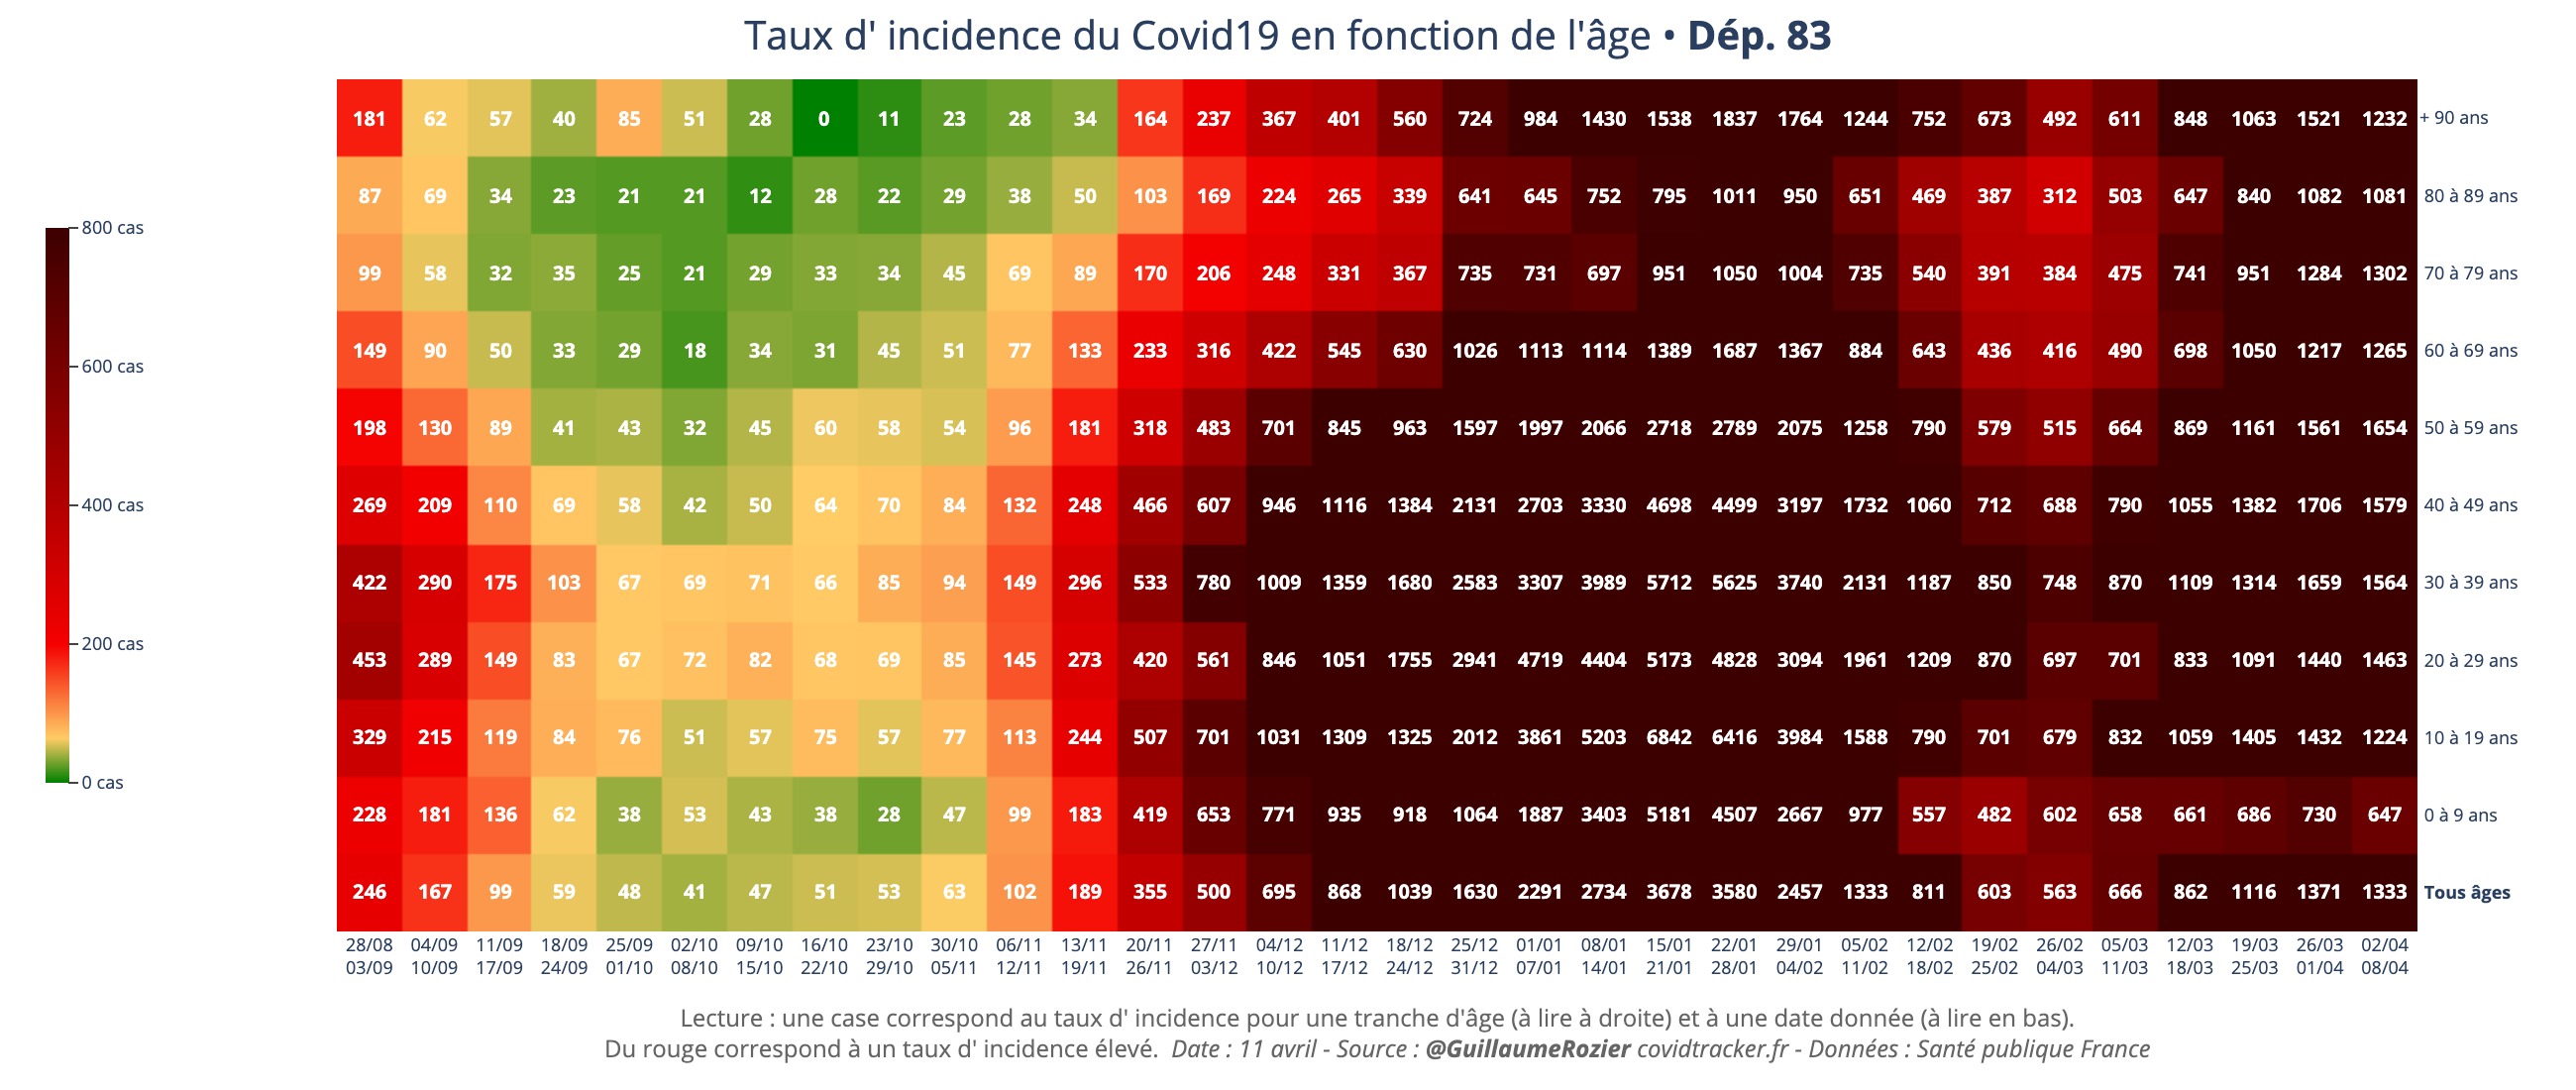 Taux d' incidence du Covid19 en fonction de l'âge • Dép. 83
800 cas
600 cas
400 cas
200 cas
0 cas
181 62 57 40 85 51 28 0 11 23 28 34 164 237 367 401 560 724 984 1430 1538 1837 1764 1244 752 673 492 611 848 1063 1521 1232 + 90 ans
87 69 34 23 21 21 12 28 22 29 38 50 103 169 224 265 339 641 645 752 795 1011 950 651 469 387 312 503 647 840 1082 1081 80 à 89 ans
99 58 32 35 25 21 29 33 34 45 69 89 170 206 248 331 367 735 731 697 951 1050 1004 735 540 391 384 475 741 951 1284 1302 70 à 79 ans
149 90 50 33 29 18 34 31 45 51 77 133 233 316 422 545 630 1026 1113 1114 1389 1687 1367 884 643 436 416 490 698 1050 1217 1265 60 à 69 ans
198 130 89 41 43 32 45 60 58 54 96 181 318 483 701 845 963 1597 1997 2066 2718 2789 2075 1258 790 579 515 664 869 1161 1561 1654 50 à 59 ans
269 209 110 69 58 42 50 64 70 84 132 248 466 607 946 1116 1384 2131 2703 3330 4698 4499 3197 1732 1060 712 688 790 1055 1382 1706 1579 40 à 49 ans
422 290 175 103 67 69 71 66 85 94 149 296 533 780 1009 1359 1680 2583 3307 3989 5712 5625 3740 2131 1187 850 748 870 1109 1314 1659 1564 30 à 39 ans
453 289 149 83 67 72 82 68 69 85 145 273 420 561 846 1051 1755 2941 4719 4404 5173 4828 3094 1961 1209 870 697 701 833 1091 1440 1463 20 à 29 ans
329 215 119 84 76 51 57 75 57 77 113 244 507 701 1031 1309 1325 2012 3861 5203 6842 6416 3984 1588 790 701 679 832 1059 1405 1432 1224 10 à 19 ans
228 181 136 62 38 53 43 38 28 47 99 183 419 653 771 935 918 1064 1887 3403 5181 4507 2667 977 557 482 602 658 661 686 730 647 0 à 9 ans
246 167 99 59 48 41 47 51 53 63 102 189 355 500 695 868 1039 1630 2291 2734 3678 3580 2457 1333 811 603 563 666 862 1116 1371 1333 Tous âges
28/08 04/09 11/09 18/09 25/09 02/10 09/10 16/10 23/10 30/10 06/11 13/11 20/11 27/11 04/12 11/12 18/12 25/12 01/01 08/01 15/01 22/01 29/01 05/02 12/02 19/02 26/02 05/03 12/03 19/03 26/03 02/04
03/09 10/09 17/09 24/09 01/10 08/10 15/10 22/10 29/10 05/11 12/11 19/11 26/11 03/12 10/12 17/12 24/12 31/12 07/01 14/01 21/01 28/01 04/02 11/02 18/02 25/02 04/03 11/03 18/03 25/03 01/04 08/04
Lecture : une case correspond au taux d' incidence pour une tranche d'âge (à lire à droite) et à une date donnée (à lire en bas).
Du rouge correspond à un taux d' incidence élevé. Date : 11 avril - Source : @GuillaumeRozier covidtracker.fr - Données : Santé publique France